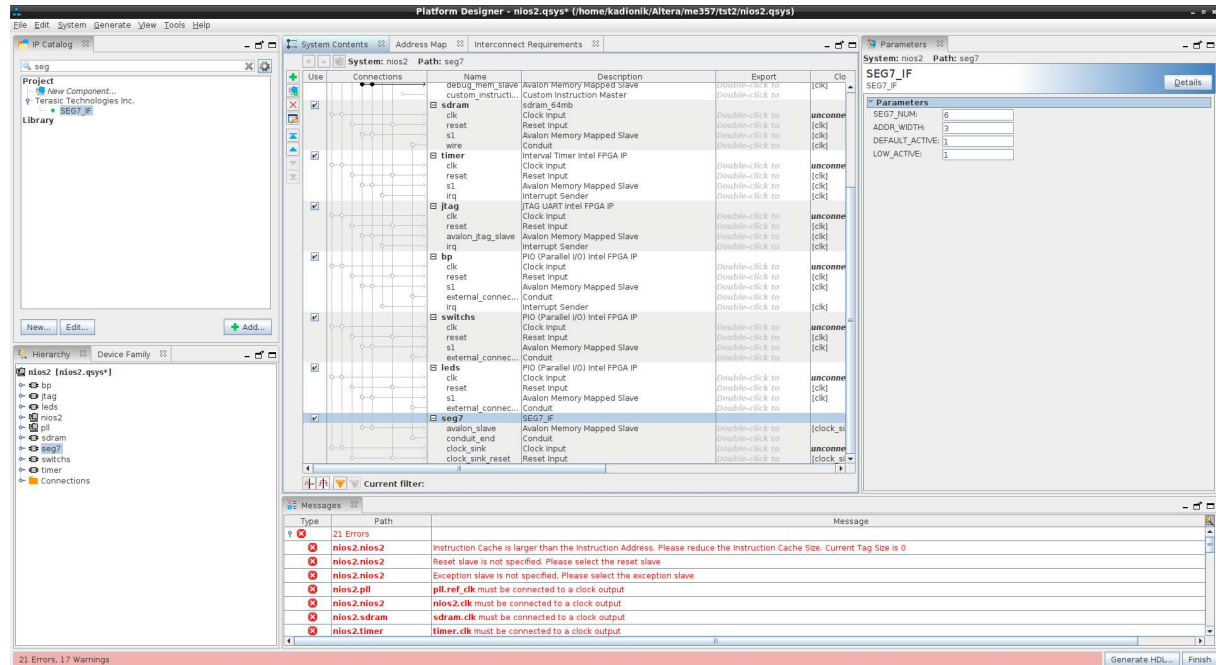 Platform Designer - nios2.qsys* (/home/kadionik/Altera/me357/tst2/nios2.qsys)
File Edit System Generate View Tools Help
IP Catalog
seg
Project
New Component...
Terasic Technologies Inc.
SEG7_IF
Library
New... Edit... Add...
Hierarchy Device Family
nios2 [nios2.qsys*]
bp
jtag
leds
nios2
pll
sdram
seg7
switchs
timer
Connections
System Contents Address Map Interconnect Requirements
System: nios2 Path: seg7
Use Connections Name Description Export Clo
debug_mem_slave Avalon Memory Mapped Slave Double-click to [clk]
custom_instructi... Custom Instruction Master Double-click to
sdram sdram_64mb
clk Clock Input Double-click to unconne
reset Reset Input Double-click to [clk]
s1 Avalon Memory Mapped Slave Double-click to [clk]
wire Conduit Double-click to [clk]
timer Interval Timer Intel FPGA IP
clk Clock Input Double-click to unconne
reset Reset Input Double-click to [clk]
s1 Avalon Memory Mapped Slave Double-click to [clk]
irq Interrupt Sender Double-click to [clk]
jtag JTAG UART Intel FPGA IP
clk Clock Input Double-click to unconne
reset Reset Input Double-click to [clk]
avalon_jtag_slave Avalon Memory Mapped Slave Double-click to [clk]
irq Interrupt Sender Double-click to [clk]
bp PIO (Parallel I/O) Intel FPGA IP
clk Clock Input Double-click to unconne
reset Reset Input Double-click to [clk]
s1 Avalon Memory Mapped Slave Double-click to [clk]
external_connec... Conduit Double-click to
irq Interrupt Sender Double-click to [clk]
switchs PIO (Parallel I/O) Intel FPGA IP
clk Clock Input Double-click to unconne
reset Reset Input Double-click to [clk]
s1 Avalon Memory Mapped Slave Double-click to [clk]
external_connec... Conduit Double-click to
leds PIO (Parallel I/O) Intel FPGA IP
clk Clock Input Double-click to unconne
reset Reset Input Double-click to [clk]
s1 Avalon Memory Mapped Slave Double-click to [clk]
external_connec... Conduit Double-click to
seg7 SEG7_IF
avalon_slave Avalon Memory Mapped Slave Double-click to [clock_si
conduit_end Conduit Double-click to
clock_sink Clock Input Double-click to unconne
clock_sink_reset Reset Input Double-click to [clock_si
Current filter:
Parameters
System: nios2 Path: seg7
SEG7_IF
SEG7_IF
Details
Parameters
SEG7_NUM: 6
ADDR_WIDTH: 3
DEFAULT_ACTIVE: 1
LOW_ACTIVE: 1
Messages
Type Path Message
21 Errors
nios2.nios2 Instruction Cache is larger than the Instruction Address. Please reduce the Instruction Cache Size. Current Tag Size is 0
nios2.nios2 Reset slave is not specified. Please select the reset slave
nios2.nios2 Exception slave is not specified. Please select the exception slave
nios2.pll pll.ref_clk must be connected to a clock output
nios2.nios2 nios2.clk must be connected to a clock output
nios2.sdram sdram.clk must be connected to a clock output
nios2.timer timer.clk must be connected to a clock output
21 Errors, 17 Warnings
Generate HDL... Finish